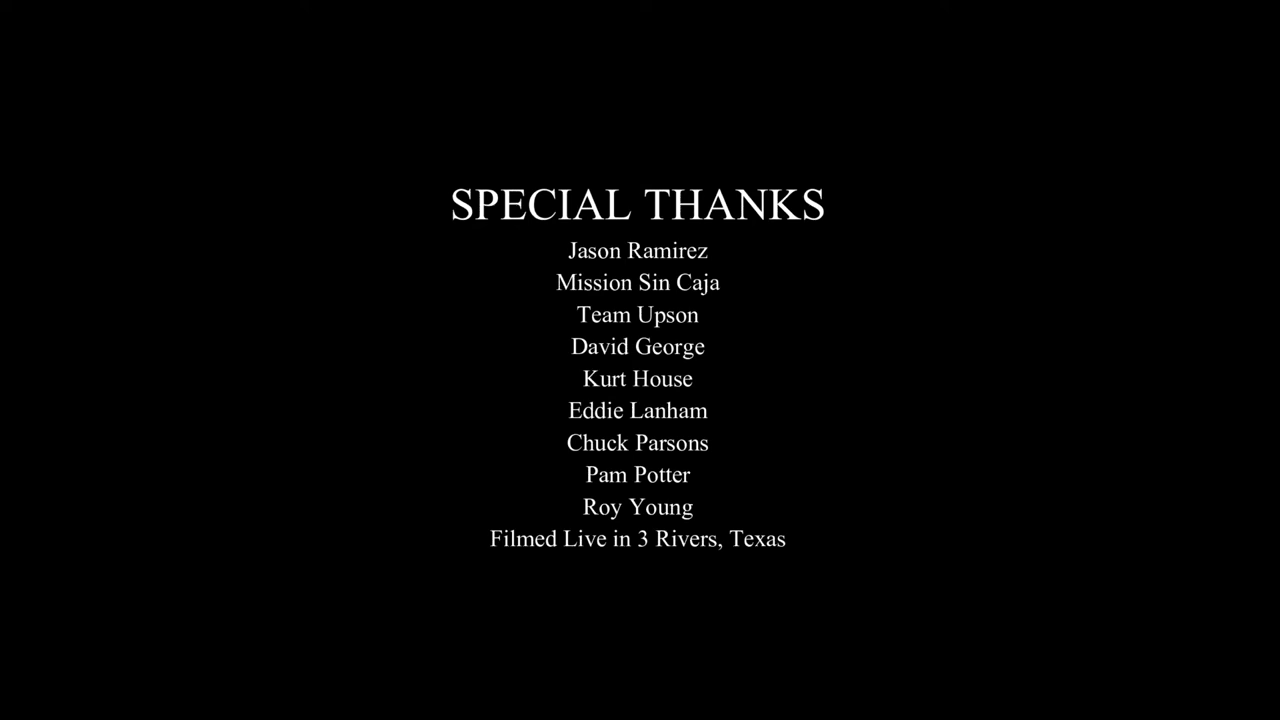 SPECIAL THANKS
Jason Ramirez
Mission Sin Caja
Team Upson
David George
Kurt House
Eddie Lanham
Chuck Parsons
Pam Potter
Roy Young
Filmed Live in 3 Rivers, Texas